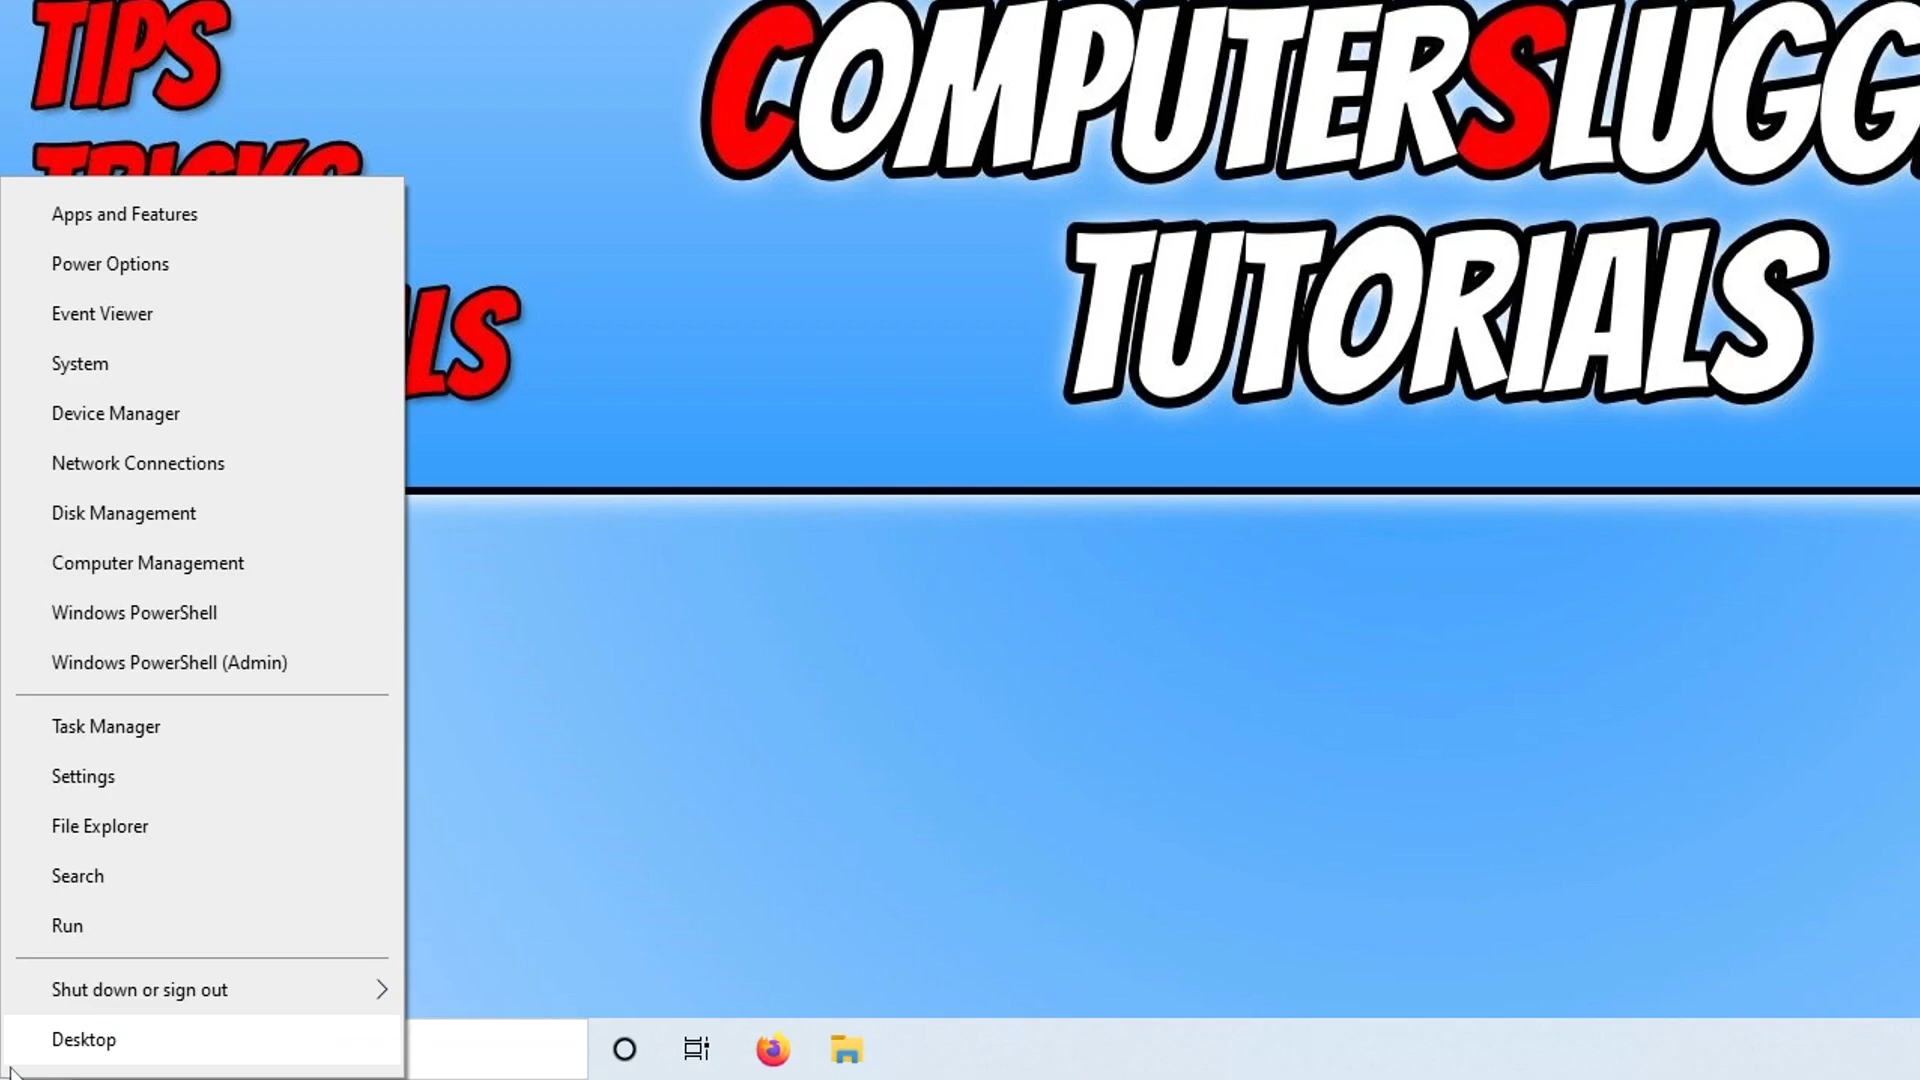 TIPS
COMPUTERSLUGG
TRICKS
TUTORIALS
LS
Apps and Features
Power Options
Event Viewer
System
Device Manager
Network Connections
Disk Management
Computer Management
Windows PowerShell
Windows PowerShell (Admin)
Task Manager
Settings
File Explorer
Search
Run
Shut down or sign out
Desktop